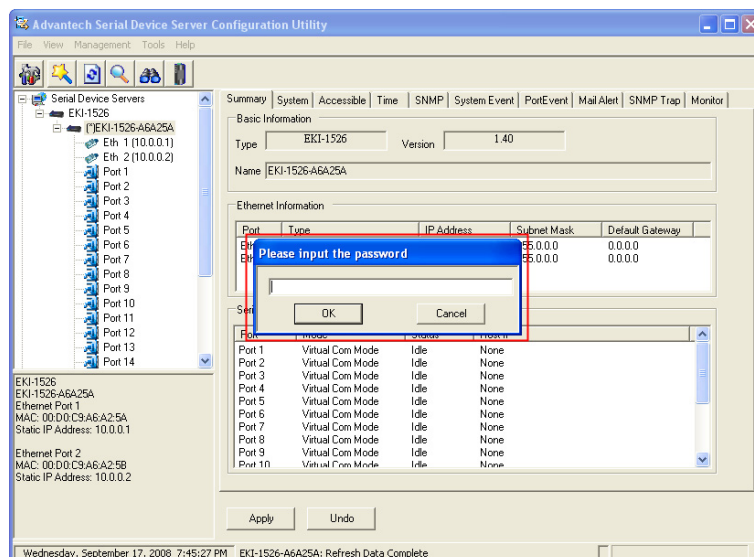 Advantech Serial Device Server Configuration Utility
File View Management Tools Help
Serial Device Servers
EKI-1526
(*)EKI-1526-A6A25A
Eth 1 (10.0.0.1)
Eth 2 (10.0.0.2)
Port 1
Port 2
Port 3
Port 4
Port 5
Port 6
Port 7
Port 8
Port 9
Port 10
Port 11
Port 12
Port 13
Port 14
EKI-1526
EKI-1526-A6A25A
Ethernet Port 1
MAC: 00:D0:C9:A6:A2:5A
Static IP Address: 10.0.0.1
Ethernet Port 2
MAC: 00:D0:C9:A6:A2:5B
Static IP Address: 10.0.0.2
Summary System Accessible Time SNMP System Event PortEvent Mail Alert SNMP Trap Monitor
Basic Information
Type EKI-1526 Version 1.40
Name EKI-1526-A6A25A
Ethernet Information
Port Type IP Address Subnet Mask Default Gateway
55.0.0.0 0.0.0.0
55.0.0.0 0.0.0.0
Please input the password
OK Cancel
Port 1 Virtual Com Mode Idle None
Port 2 Virtual Com Mode Idle None
Port 3 Virtual Com Mode Idle None
Port 4 Virtual Com Mode Idle None
Port 5 Virtual Com Mode Idle None
Port 6 Virtual Com Mode Idle None
Port 7 Virtual Com Mode Idle None
Port 8 Virtual Com Mode Idle None
Port 9 Virtual Com Mode Idle None
Port 10 Virtual Com Mode Idle None
Apply Undo
Wednesday, September 17, 2008 7:45:27 PM EKI-1526-A6A25A: Refresh Data Complete